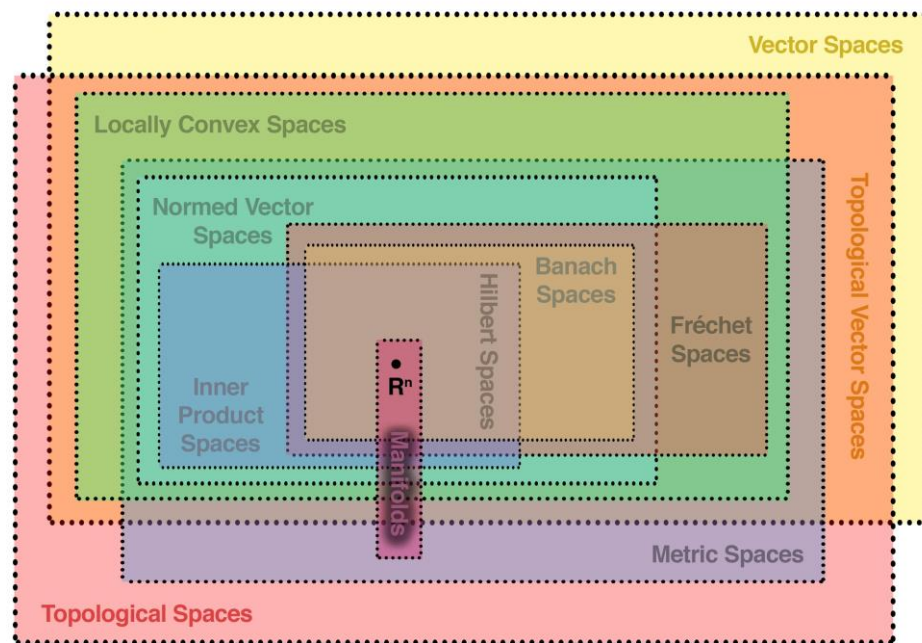 Vector Spaces
Locally Convex Spaces
Topological Vector Spaces
Normed Vector
Spaces
Banach
Spaces
Hilbert Spaces
Fréchet
Spaces
Rⁿ
Inner
Product
Spaces
Manifolds
Metric Spaces
Topological Spaces